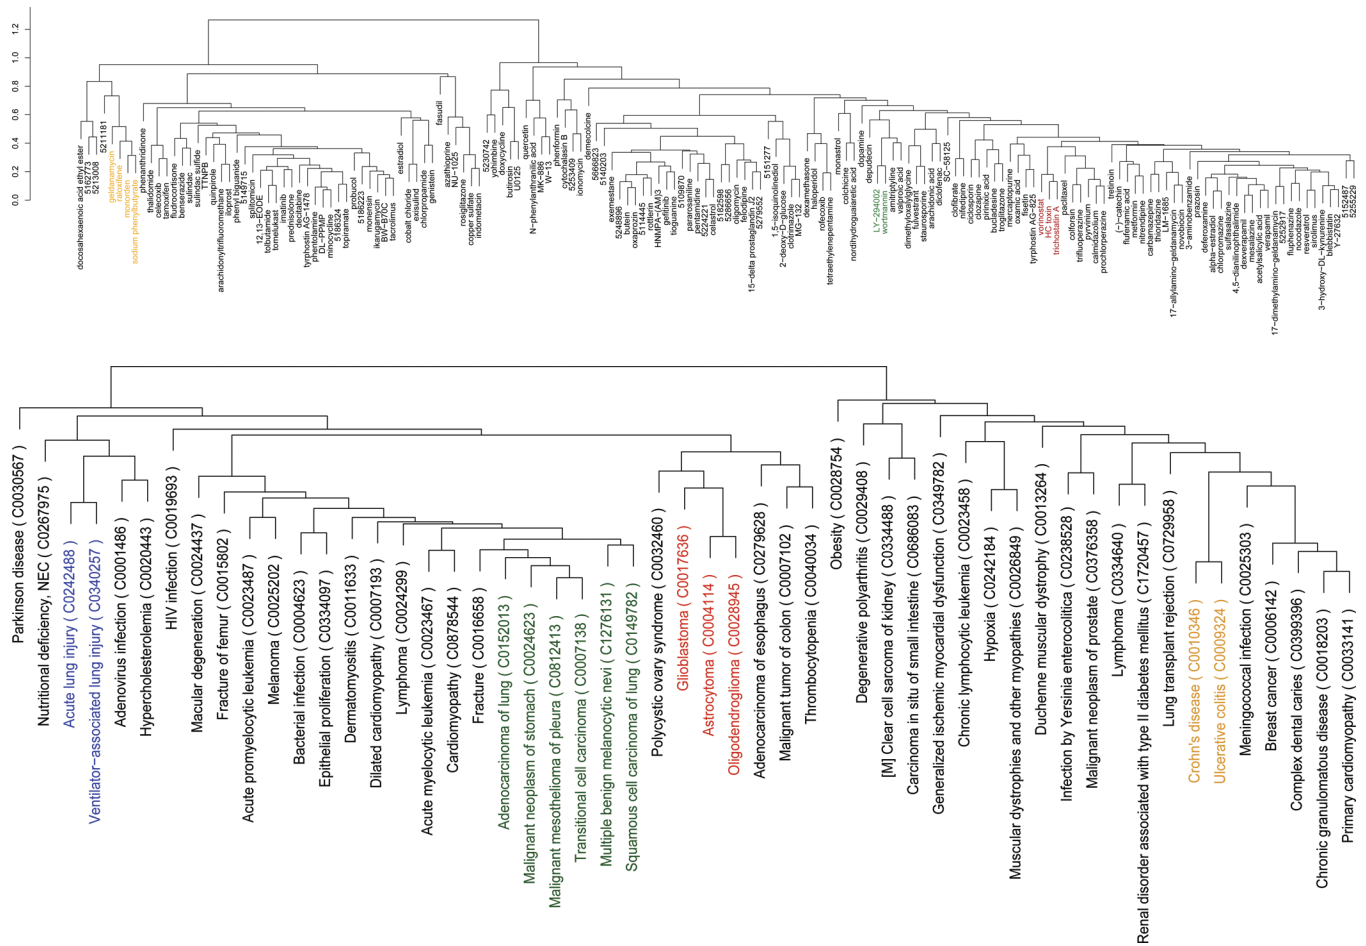 1.2
1.0
0.8
0.6
0.4
0.2
0.0
docosahexaenoic acid ethyl ester
5162773
5213008
5211181
geldanamycin
raloxifene
monorden
sodium phenylbutyrate
phenanthridinone
thalidomide
celecoxib
tamoxifen
fludrocortisone
benserazide
sulindac
sulindac sulfide
TTNPB
quinpirole
arachidonyltrifluoromethane
iloprost
phenyl biguanide
5149715
splitomicin
12,13−EODE
tolbutamide
tomelukast
imatinib
prednisolone
decitabine
tyrphostin AG−1478
phentolamine
DL−PPMP
minocycline
5186324
topiramate
probucol
5186223
monensin
ikarugamycin
BW−B70C
tacrolimus
estradiol
cobalt chloride
exisulind
chlorpropamide
genistein
fasudil
azathioprine
NU−1025
rosiglitazone
copper sulfate
indometacin
5230742
yohimbine
doxycycline
butirosin
U0125
quercetin
N−phenylanthranilic acid
MK−886
W−13
phenformin
cytochalasin B
5253409
ionomycin
demecolcine
5666823
5140203
exemestane
5248896
butein
oxaprozin
5114445
rottlerin
HNMPA−(AM)3
gefitinib
tioguanine
5109870
pararosaniline
pentamidine
5224221
celastrol
5182598
5286656
oligomycin
felodipine
5279552
15−delta prostaglandin J2
5151277
1,5−isoquinolinediol
2−deoxy−D−glucose
clotrimazole
MG−132
dexamethasone
haloperidol
rofecoxib
tetraethylenepentamine
monastrol
colchicine
nordihydroguaiaretic acid
dopamine
depudecin
LY−294002
wortmannin
amitriptyline
valproic acid
dimethyloxalylglycine
fulvestrant
staurosporine
arachidonic acid
diclofenac
SC−58125
clofibrate
nifedipine
ciclosporin
clozapine
pirinixic acid
bucladesine
troglitazone
mercaptopurine
oxamic acid
fisetin
tyrphostin AG−825
vorinostat
HC toxin
trichostatin A
paclitaxel
colforsin
trifluoperazine
pyrvinium
calmidazolium
prochlorperazine
tretinoin
(−)−catechin
flufenamic acid
metformin
nitrendipine
carbamazepine
thioridazine
LM−1685
17−allylamino−geldanamycin
novobiocin
3−aminobenzamide
prazosin
deferoxamine
alpha−estradiol
chlorpromazine
sulfasalazine
4,5−dianilinophthalimide
dexverapamil
mesalazine
acetylsalicylic acid
verapamil
17−dimethylamino−geldanamycin
5252917
fluphenazine
nocodazole
resveratrol
sirolimus
3−hydroxy−DL−kynurenine
blebbistatin
Y−27632
5152487
5255229
Parkinson disease ( C0030567 )
Nutritional deficiency, NEC ( C0267975 )
Acute lung injury ( C0242488 )
Ventilator−associated lung injury ( C0340257 )
Adenovirus infection ( C0001486 )
Hypercholesterolemia ( C0020443 )
HIV infection ( C0019693 )
Macular degeneration ( C0024437 )
Fracture of femur ( C0015802 )
Acute promyelocytic leukemia ( C0023487 )
Melanoma ( C0025202 )
Bacterial infection ( C0004623 )
Epithelial proliferation ( C0334097 )
Dermatomyositis ( C0011633 )
Dilated cardiomyopathy ( C0007193 )
Lymphoma ( C0024299 )
Acute myelocytic leukemia ( C0023467 )
Cardiomyopathy ( C0878544 )
Fracture ( C0016658 )
Adenocarcinoma of lung ( C0152013 )
Malignant neoplasm of stomach ( C0024623 )
Malignant mesothelioma of pleura ( C0812413 )
Transitional cell carcinoma ( C0007138 )
Multiple benign melanocytic nevi ( C1276131 )
Squamous cell carcinoma of lung ( C0149782 )
Polycystic ovary syndrome ( C0032460 )
Glioblastoma ( C0017636 )
Astrocytoma ( C0004114 )
Oligodendroglioma ( C0028945 )
Adenocarcinoma of esophagus ( C0279628 )
Malignant tumor of colon ( C0007102 )
Thrombocytopenia ( C0040034 )
Obesity ( C0028754 )
Degenerative polyarthritis ( C0029408 )
[M] Clear cell sarcoma of kidney ( C0334488 )
Carcinoma in situ of small intestine ( C0686083 )
Generalized ischemic myocardial dysfunction ( C0349782 )
Chronic lymphocytic leukemia ( C0023458 )
Hypoxia ( C0242184 )
Muscular dystrophies and other myopathies ( C0026849 )
Duchenne muscular dystrophy ( C0013264 )
Infection by Yersinia enterocolitica ( C0238528 )
Malignant neoplasm of prostate ( C0376358 )
Lymphoma ( C0334640 )
Renal disorder associated with type II diabetes mellitus ( C1720457 )
Lung transplant rejection ( C0729958 )
Crohn's disease ( C0010346 )
Ulcerative colitis ( C0009324 )
Meningococcal infection ( C0025303 )
Breast cancer ( C0006142 )
Complex dental caries ( C0399396 )
Chronic granulomatous disease ( C0018203 )
Primary cardiomyopathy ( C0033141 )